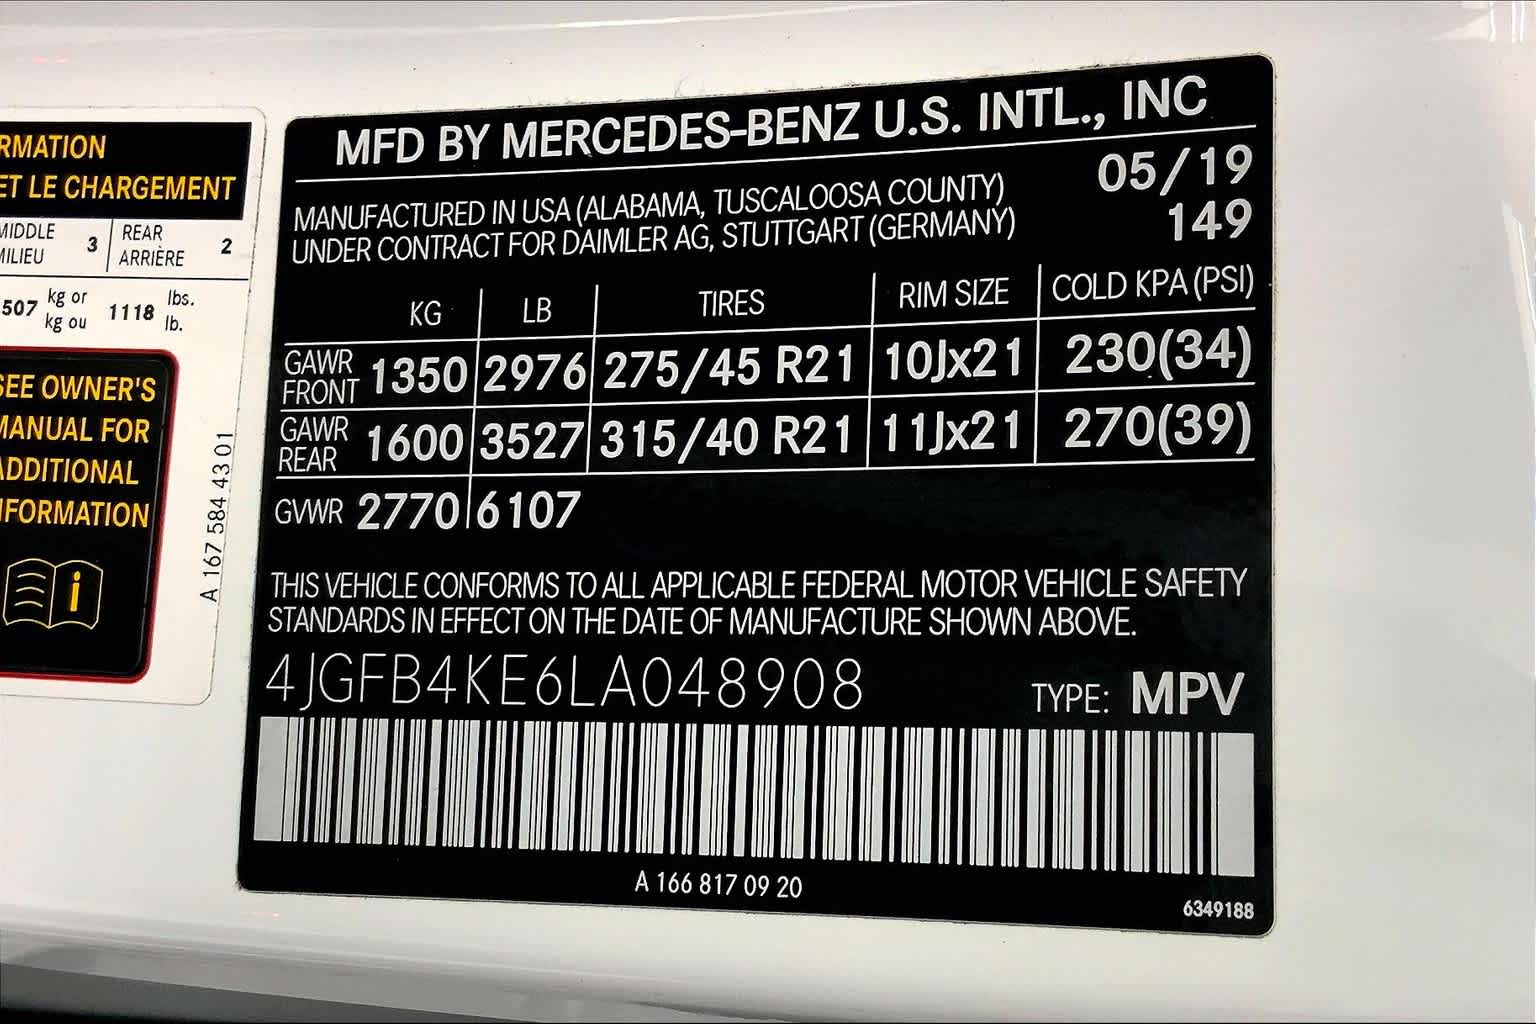 RMATION
ET LE CHARGEMENT
MIDDLE
MILIEU 3
REAR
ARRIÈRE 2
507 kg or
kg ou 1118 lbs.
lb.
SEE OWNER'S
MANUAL FOR
ADDITIONAL
INFORMATION
i
A 167 584 43 01
MFD BY MERCEDES-BENZ U.S. INTL., INC
05/19
MANUFACTURED IN USA (ALABAMA, TUSCALOOSA COUNTY)
UNDER CONTRACT FOR DAIMLER AG, STUTTGART (GERMANY) 149
KG LB TIRES RIM SIZE COLD KPA (PSI)
GAWR
FRONT 1350 2976 275/45 R21 10Jx21 230(34)
GAWR
REAR 1600 3527 315/40 R21 11Jx21 270(39)
GVWR 2770 6107
THIS VEHICLE CONFORMS TO ALL APPLICABLE FEDERAL MOTOR VEHICLE SAFETY
STANDARDS IN EFFECT ON THE DATE OF MANUFACTURE SHOWN ABOVE.
4JGFB4KE6LA048908 TYPE: MPV
A 166 817 09 20
6349188